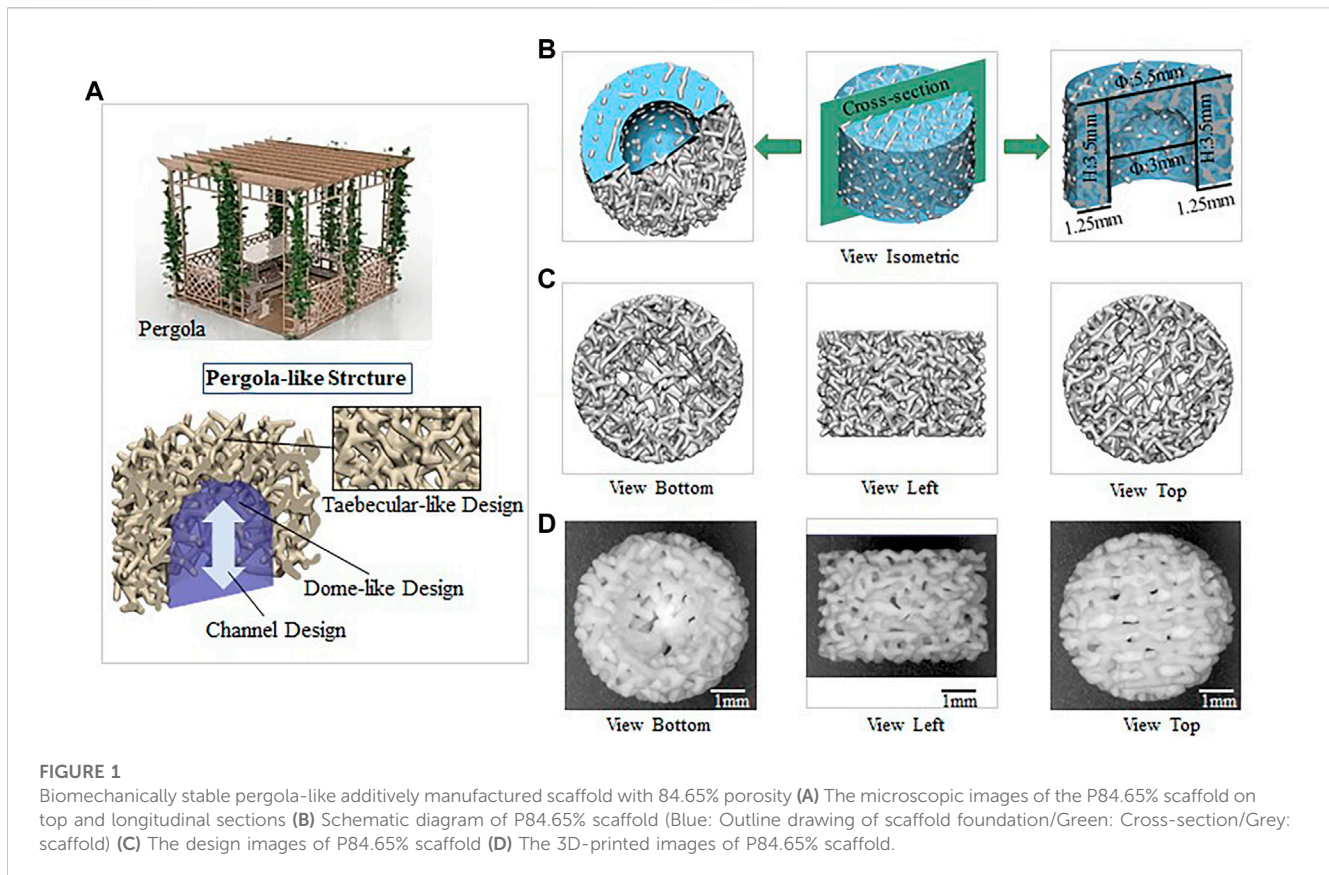 A
Pergola
Pergola-like Strcture
Taebecular-like Design
Dome-like Design
Channel Design
B
Cross-section
View Isometric
Φ:5.5mm
H:3.5mm
H:3.5mm
Φ:3mm
1.25mm
1.25mm
C
View Bottom
View Left
View Top
D
1mm
1mm
1mm
View Bottom
View Left
View Top
FIGURE 1
Biomechanically stable pergola-like additively manufactured scaffold with 84.65% porosity (A) The microscopic images of the P84.65% scaffold on
top and longitudinal sections (B) Schematic diagram of P84.65% scaffold (Blue: Outline drawing of scaffold foundation/Green: Cross-section/Grey:
scaffold) (C) The design images of P84.65% scaffold (D) The 3D-printed images of P84.65% scaffold.